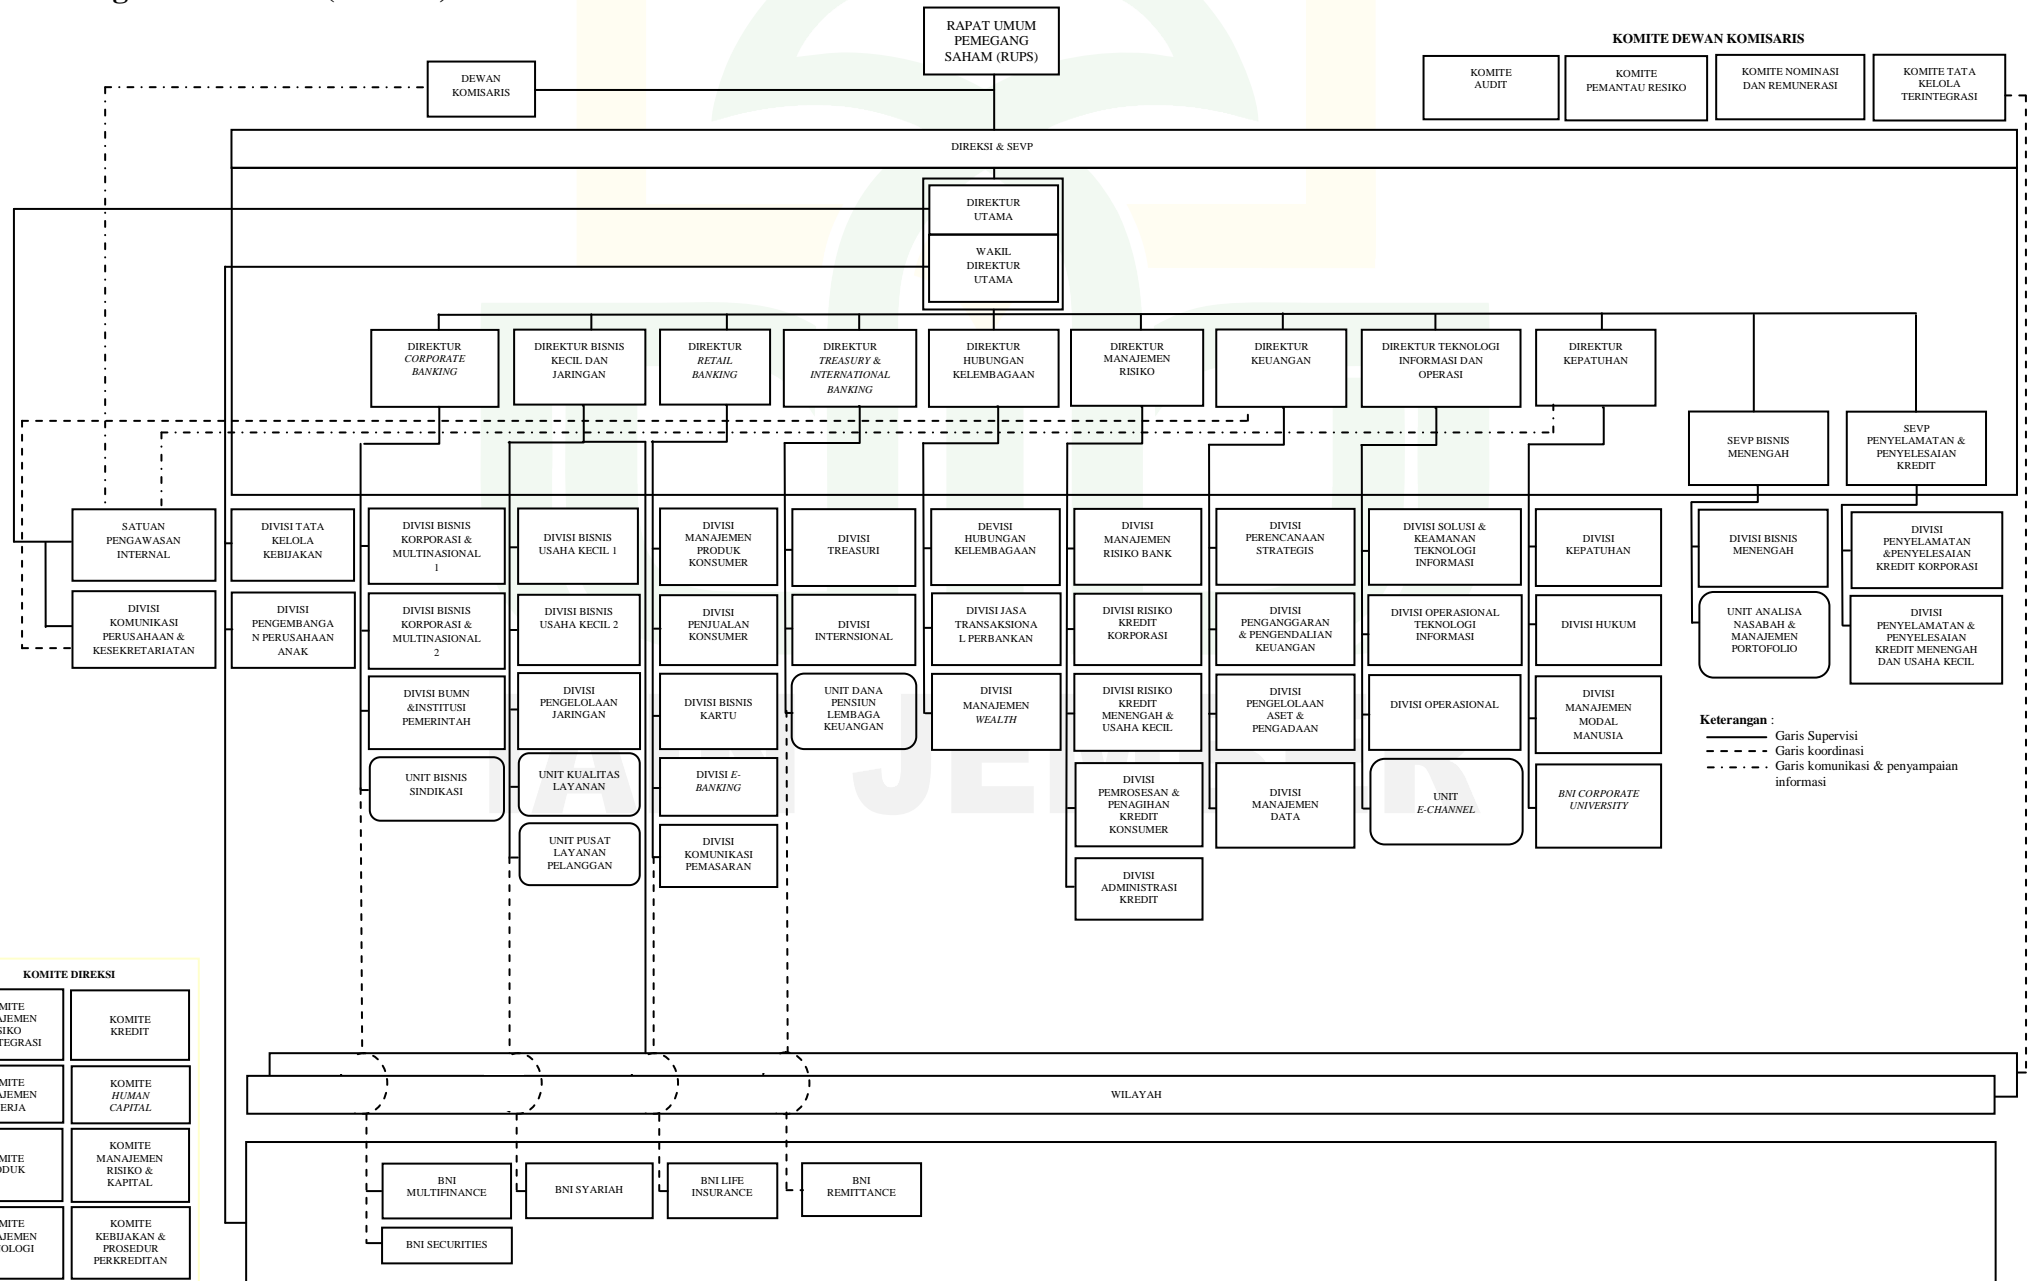 RAPAT UMUM
PEMEGANG
SAHAM (RUPS)
DEWAN
KOMISARIS
KOMITE DEWAN KOMISARIS
KOMITE
AUDIT
KOMITE
PEMANTAU RESIKO
KOMITE NOMINASI
DAN REMUNERASI
KOMITE TATA
KELOLA
TERINTEGRASI
DIREKSI & SEVP
DIREKTUR
UTAMA
WAKIL
DIREKTUR
UTAMA
DIREKTUR
CORPORATE
BANKING
DIREKTUR BISNIS
KECIL DAN
JARINGAN
DIREKTUR
RETAIL
BANKING
DIREKTUR
TREASURY &
INTERNATIONAL
BANKING
DIREKTUR
HUBUNGAN
KELEMBAGAAN
DIREKTUR
MANAJEMEN
RISIKO
DIREKTUR
KEUANGAN
DIREKTUR TEKNOLOGI
INFORMASI DAN
OPERASI
DIREKTUR
KEPATUHAN
SEVP BISNIS
MENENGAH
SEVP
PENYELAMATAN &
PENYELESAIAN
KREDIT
SATUAN
PENGAWASAN
INTERNAL
DIVISI TATA
KELOLA
KEBIJAKAN
DIVISI BISNIS
KORPORASI &
MULTINASIONAL
1
DIVISI BISNIS
USAHA KECIL 1
DIVISI
MANAJEMEN
PRODUK
KONSUMER
DIVISI
TREASURI
DEVISI
HUBUNGAN
KELEMBAGAAN
DIVISI
MANAJEMEN
RISIKO BANK
DIVISI
PERENCANAAN
STRATEGIS
DIVISI SOLUSI &
KEAMANAN
TEKNOLOGI
INFORMASI
DIVISI
KEPATUHAN
DIVISI BISNIS
MENENGAH
DIVISI
PENYELAMATAN
&PENYELESAIAN
KREDIT KORPORASI
DIVISI
KOMUNIKASI
PERUSAHAAN &
KESEKRETARIATAN
DIVISI
PENGEMBANGA
N PERUSAHAAN
ANAK
DIVISI BISNIS
KORPORASI &
MULTINASIONAL
2
DIVISI BISNIS
USAHA KECIL 2
DIVISI
PENJUALAN
KONSUMER
DIVISI
INTERNSIONAL
DIVISI JASA
TRANSAKSIONA
L PERBANKAN
DIVISI RISIKO
KREDIT
KORPORASI
DIVISI
PENGANGGARAN
& PENGENDALIAN
KEUANGAN
DIVISI OPERASIONAL
TEKNOLOGI
INFORMASI
DIVISI HUKUM
UNIT ANALISA
NASABAH &
MANAJEMEN
PORTOFOLIO
DIVISI
PENYELAMATAN &
PENYELESAIAN
KREDIT MENENGAH
DAN USAHA KECIL
DIVISI BUMN
&INSTITUSI
PEMERINTAH
DIVISI
PENGELOLAAN
JARINGAN
DIVISI BISNIS
KARTU
UNIT DANA
PENSIUN
LEMBAGA
KEUANGAN
DIVISI
MANAJEMEN
WEALTH
DIVISI RISIKO
KREDIT
MENENGAH &
USAHA KECIL
DIVISI
PENGELOLAAN
ASET &
PENGADAAN
DIVISI OPERASIONAL
DIVISI
MANAJEMEN
MODAL
MANUSIA
UNIT BISNIS
SINDIKASI
UNIT KUALITAS
LAYANAN
DIVISI E-
BANKING
DIVISI
PEMROSESAN &
PENAGIHAN
KREDIT
KONSUMER
DIVISI
MANAJEMEN
DATA
UNIT
E-CHANNEL
BNI CORPORATE
UNIVERSITY
UNIT PUSAT
LAYANAN
PELANGGAN
DIVISI
KOMUNIKASI
PEMASARAN
DIVISI
ADMINISTRASI
KREDIT
Keterangan :
Garis Supervisi
Garis koordinasi
Garis komunikasi & penyampaian
informasi
KOMITE DIREKSI
KOMITE
KREDIT
KOMITE
HUMAN
CAPITAL
KOMITE
MANAJEMEN
RISIKO &
KAPITAL
KOMITE
KEBIJAKAN &
PROSEDUR
PERKREDITAN
WILAYAH
BNI
MULTIFINANCE
BNI SYARIAH
BNI LIFE
INSURANCE
BNI
REMITTANCE
BNI SECURITIES
IAIN JEMBER